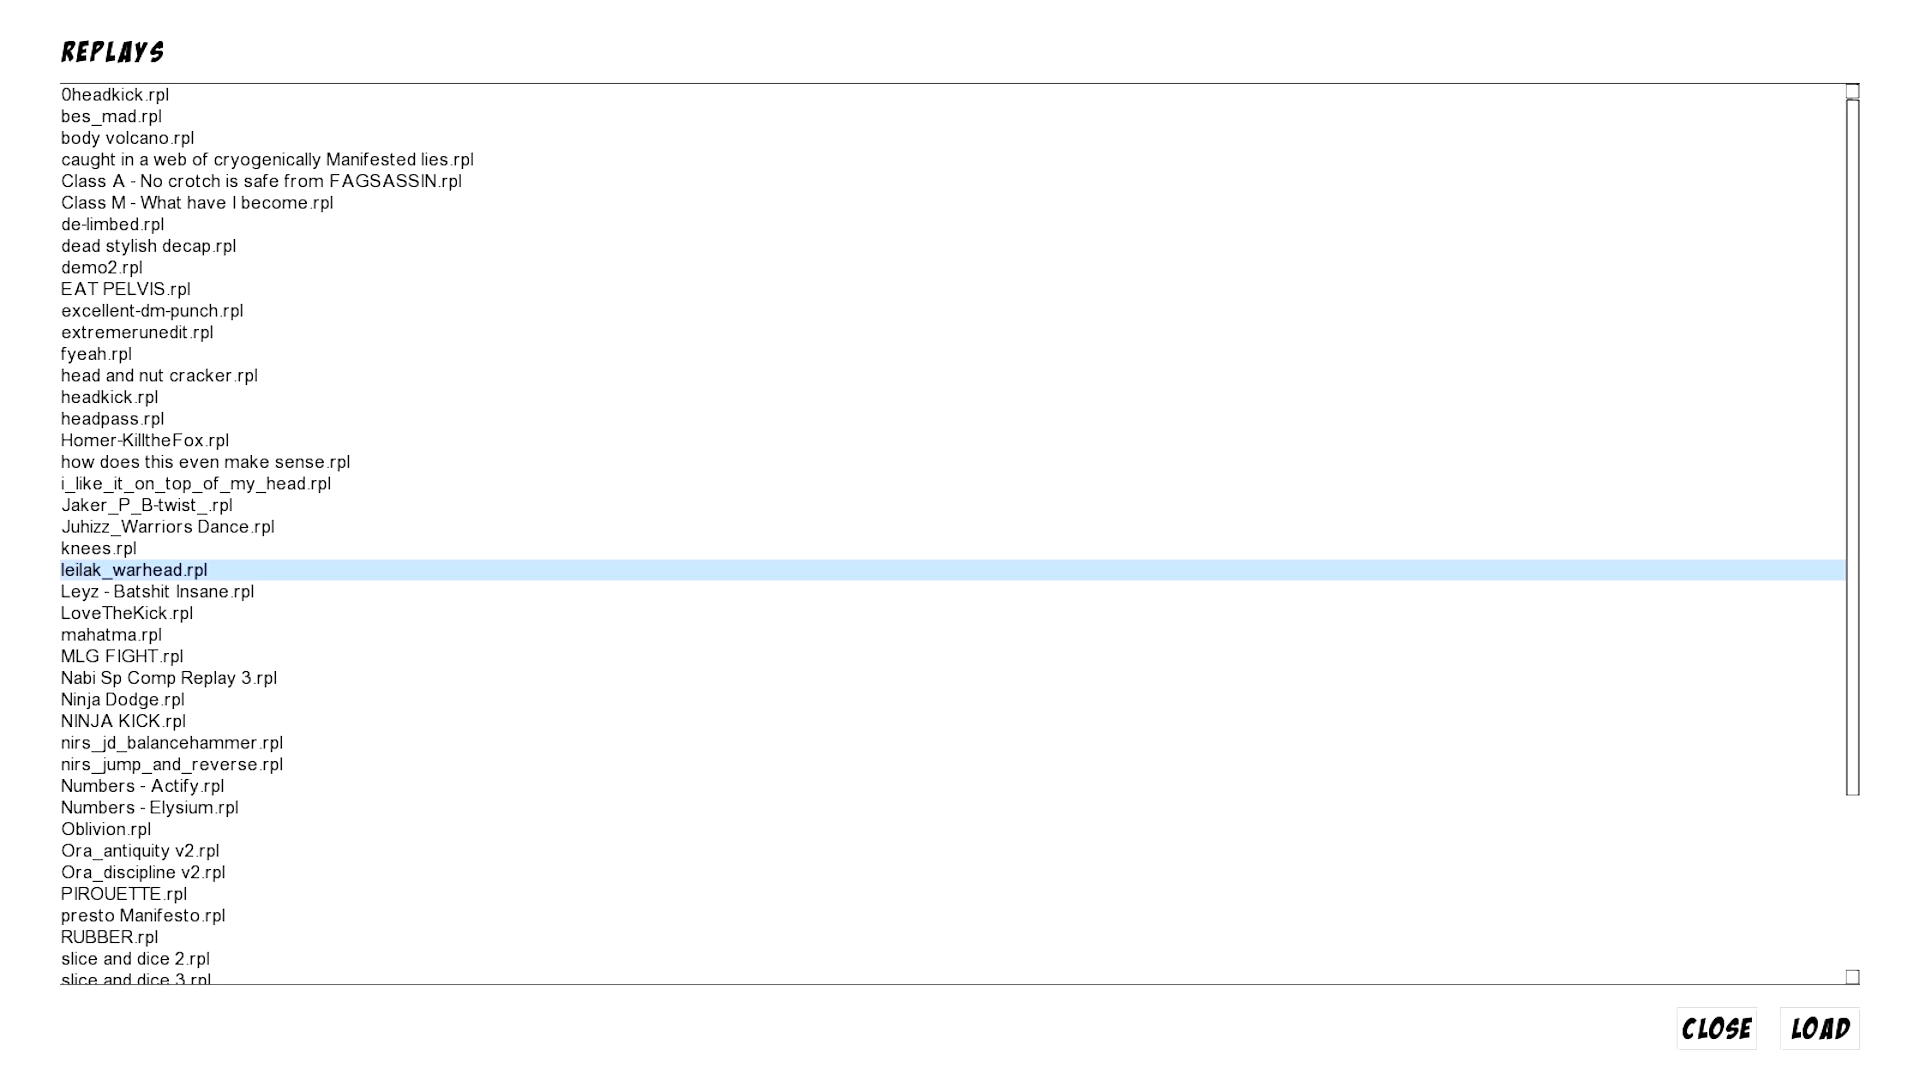 REPLAYS
0headkick.rpl
bes_mad.rpl
body volcano.rpl
caught in a web of cryogenically Manifested lies.rpl
Class A - No crotch is safe from FAGSASSIN.rpl
Class M - What have I become.rpl
de-limbed.rpl
dead stylish decap.rpl
demo2.rpl
EAT PELVIS.rpl
excellent-dm-punch.rpl
extremerunedit.rpl
fyeah.rpl
head and nut cracker.rpl
headkick.rpl
headpass.rpl
Homer-KilltheFox.rpl
how does this even make sense.rpl
i_like_it_on_top_of_my_head.rpl
Jaker_P_B-twist_.rpl
Juhizz_Warriors Dance.rpl
knees.rpl
leilak_warhead.rpl
Leyz - Batshit Insane.rpl
LoveTheKick.rpl
mahatma.rpl
MLG FIGHT.rpl
Nabi Sp Comp Replay 3.rpl
Ninja Dodge.rpl
NINJA KICK.rpl
nirs_jd_balancehammer.rpl
nirs_jump_and_reverse.rpl
Numbers - Actify.rpl
Numbers - Elysium.rpl
Oblivion.rpl
Ora_antiquity v2.rpl
Ora_discipline v2.rpl
PIROUETTE.rpl
presto Manifesto.rpl
RUBBER.rpl
slice and dice 2.rpl
slice and dice 3.rpl
CLOSE LOAD